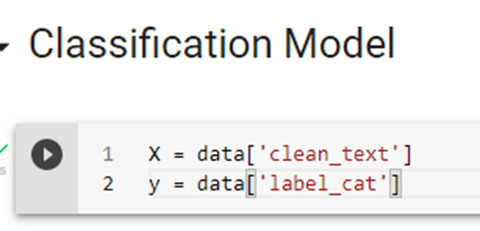 Classification Model
1 X = data['clean_text']
2 y = data['label_cat']